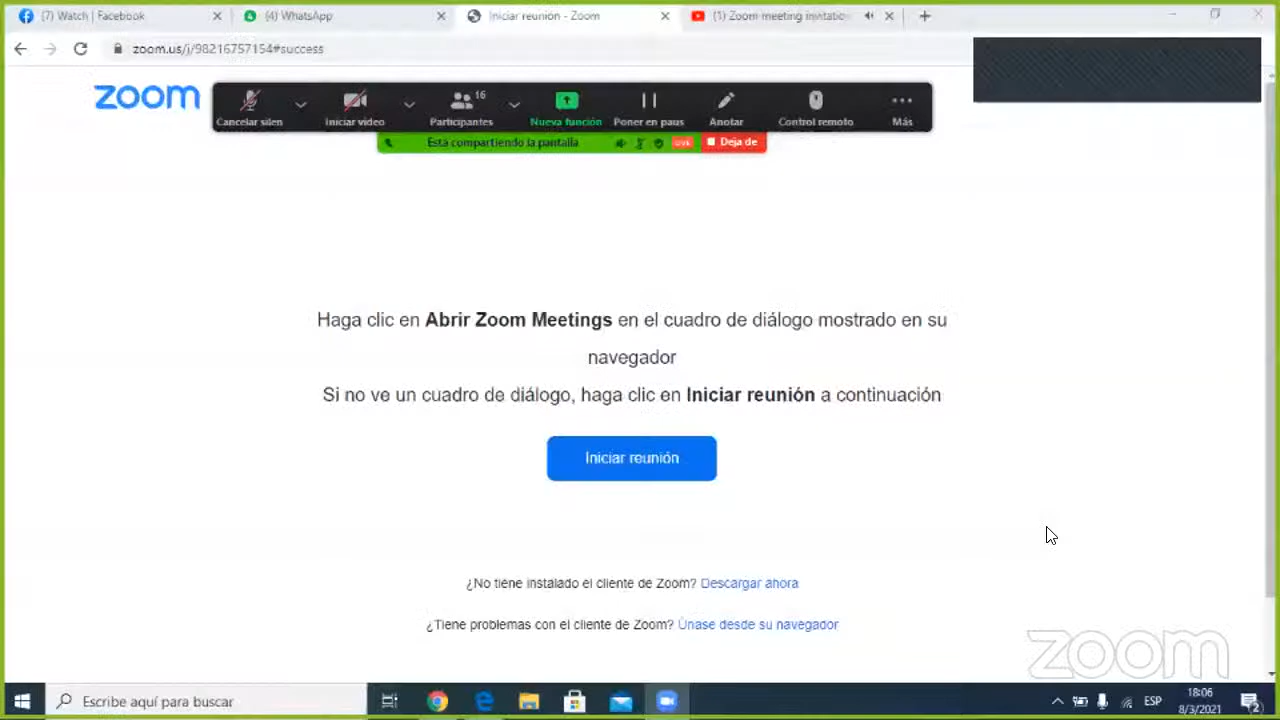 (7) Watch | Facebook
(4) WhatsApp
Iniciar reunión - Zoom
(1) Zoom meeting invitatio
zoom.us/j/98216757154#success
zoom
16
Cancelar silen
Iniciar video
Participantes
Nueva función
Poner en paus
Anotar
Control remoto
Más
Está compartiendo la pantalla
Deja de
Haga clic en Abrir Zoom Meetings en el cuadro de diálogo mostrado en su
navegador
Si no ve un cuadro de diálogo, haga clic en Iniciar reunión a continuación
Iniciar reunión
¿No tiene instalado el cliente de Zoom? Descargar ahora
¿Tiene problemas con el cliente de Zoom? Únase desde su navegador
zoom
Escribe aquí para buscar
ESP
18:06
8/3/2021
2